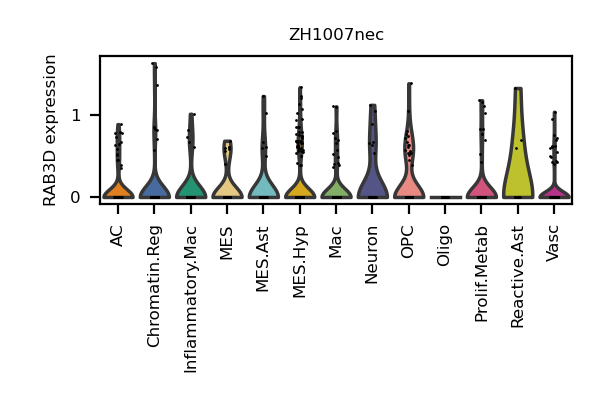 ZH1007nec
RAB3D expression
1
0
AC
Chromatin.Reg
Inflammatory.Mac
MES
MES.Ast
MES.Hyp
Mac
Neuron
OPC
Oligo
Prolif.Metab
Reactive.Ast
Vasc